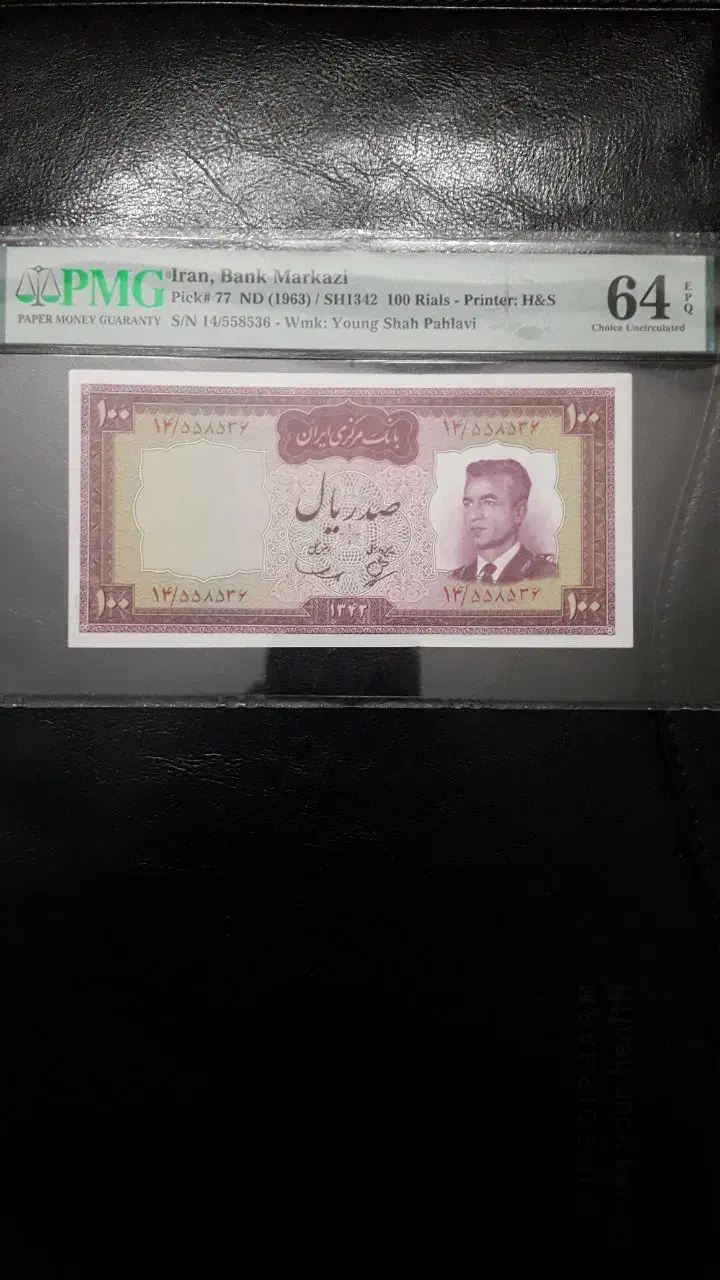 PMG
PAPER MONEY GUARANTY
Iran, Bank Markazi
Pick# 77 ND (1963) / SH1342 100 Rials - Printer: H&S
S/N 14/558536 - Wmk: Young Shah Pahlavi
64 EPQ
Choice Uncirculated
۱۰۰ ۱۰۰
۱۴/۵۵۸۵۳۶ ۱۴/۵۵۸۵۳۶
بانک مرکزی ایران
صد ریال
۱۴/۵۵۸۵۳۶ ۱۴/۵۵۸۵۳۶
۱۰۰ ۱۳۴۲ ۱۰۰
your health